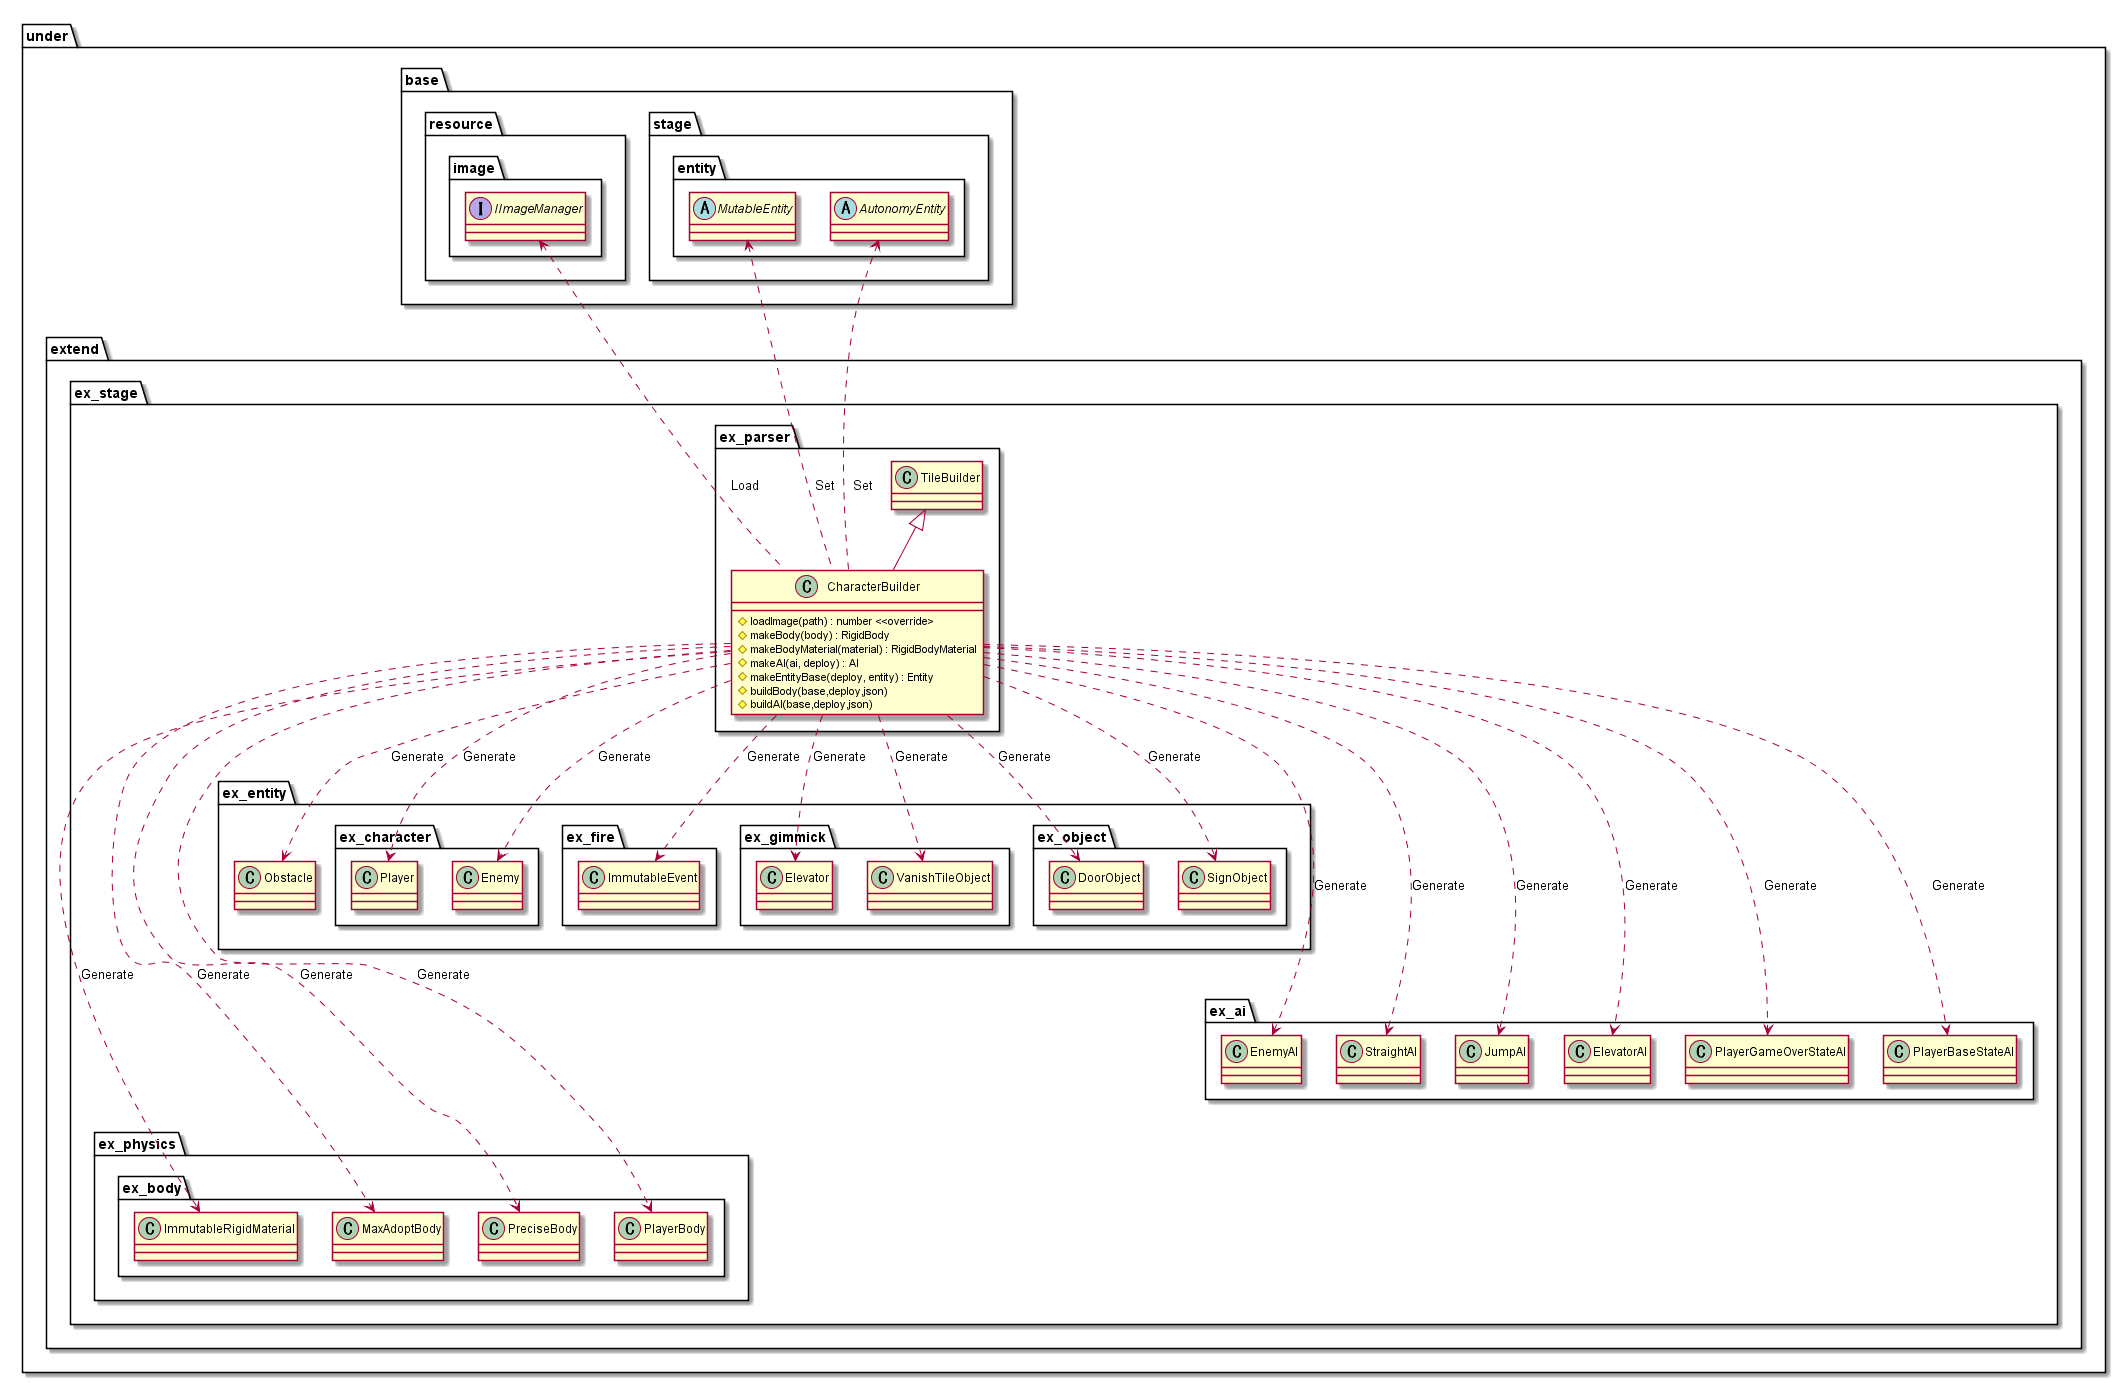 under
base
resource
stage
image
entity
I IImageManager
A MutableEntity
A AutonomyEntity
extend
ex_stage
ex_parser
C TileBuilder
Load
Set
Set
C CharacterBuilder
loadImage(path) : number <<override>
makeBody(body) : RigidBody
makeBodyMaterial(material) : RigidBodyMaterial
makeAI(ai, deploy) : AI
makeEntityBase(deploy, entity) : Entity
buildBody(base,deploy,json)
buildAI(base,deploy,json)
Generate
Generate
Generate
Generate
Generate
Generate
Generate
Generate
ex_entity
ex_character
ex_fire
ex_gimmick
ex_object
C Obstacle
C Player
C Enemy
C ImmutableEvent
C Elevator
C VanishTileObject
C DoorObject
C SignObject
Generate
Generate
Generate
Generate
Generate
Generate
Generate
Generate
Generate
Generate
ex_ai
C EnemyAI
C StraightAI
C JumpAI
C ElevatorAI
C PlayerGameOverStateAI
C PlayerBaseStateAI
ex_physics
ex_body
C ImmutableRigidMaterial
C MaxAdoptBody
C PreciseBody
C PlayerBody